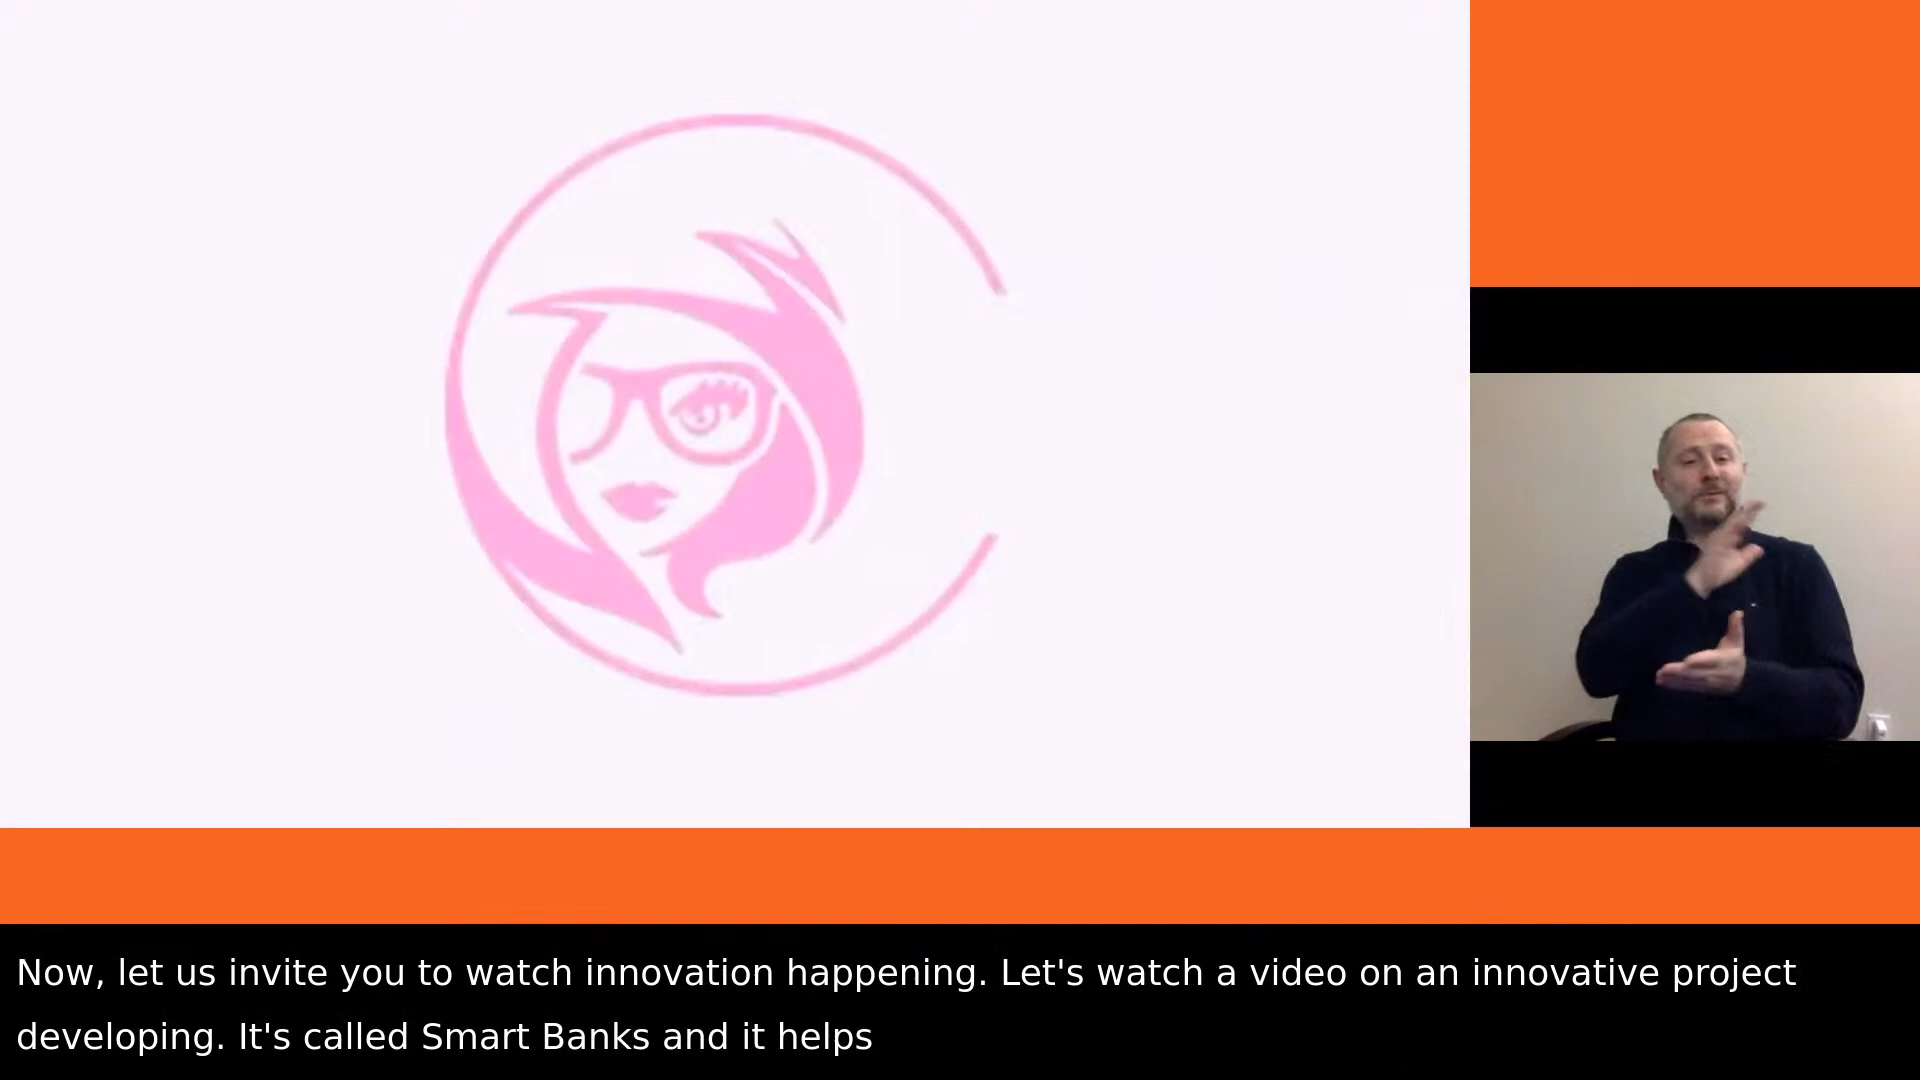 Now, let us invite you to watch innovation happening. Let's watch a video on an innovative project
developing. It's called Smart Banks and it helps